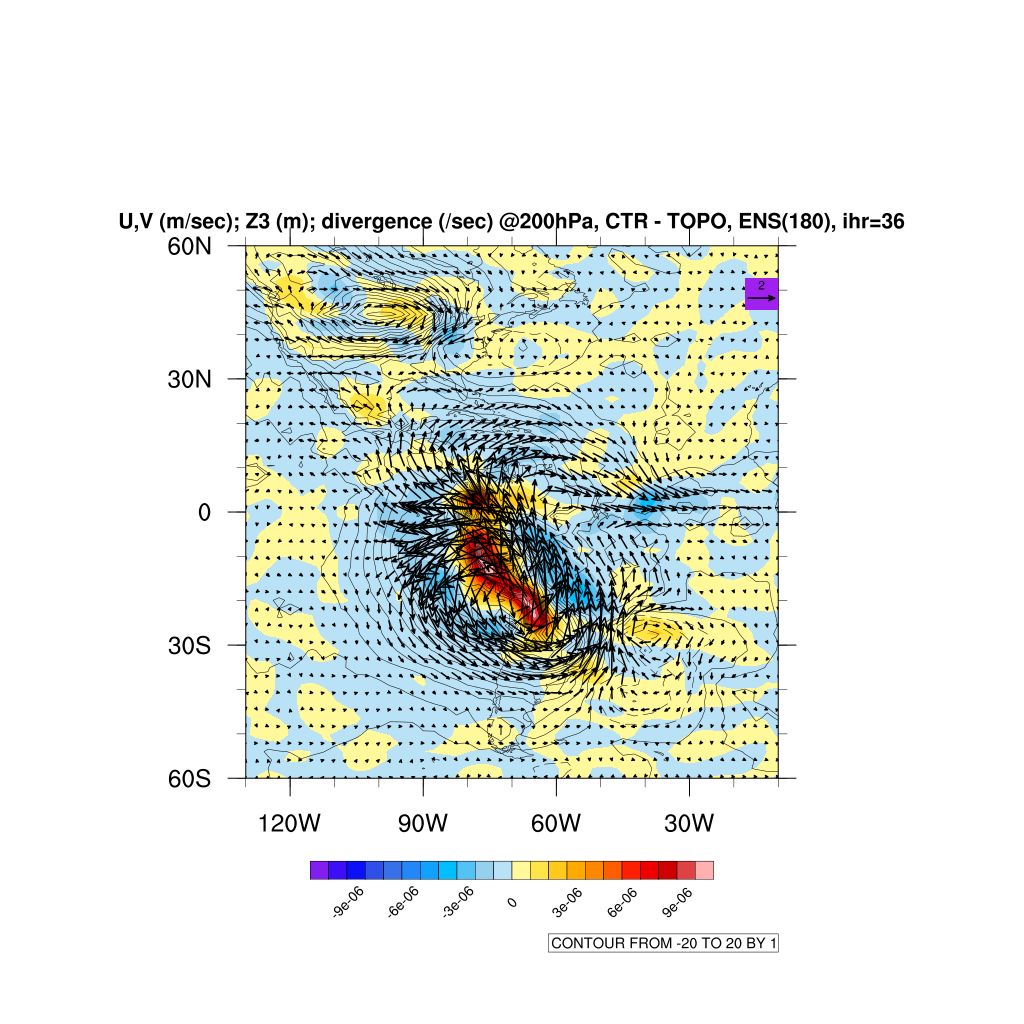 U,V (m/sec); Z3 (m); divergence (/sec) @200hPa, CTR - TOPO, ENS(180), ihr=36
60N
2
30N
0
30S
60S
120W 90W 60W 30W
-9e-06 -6e-06 -3e-06 0 3e-06 6e-06 9e-06
CONTOUR FROM -20 TO 20 BY 1